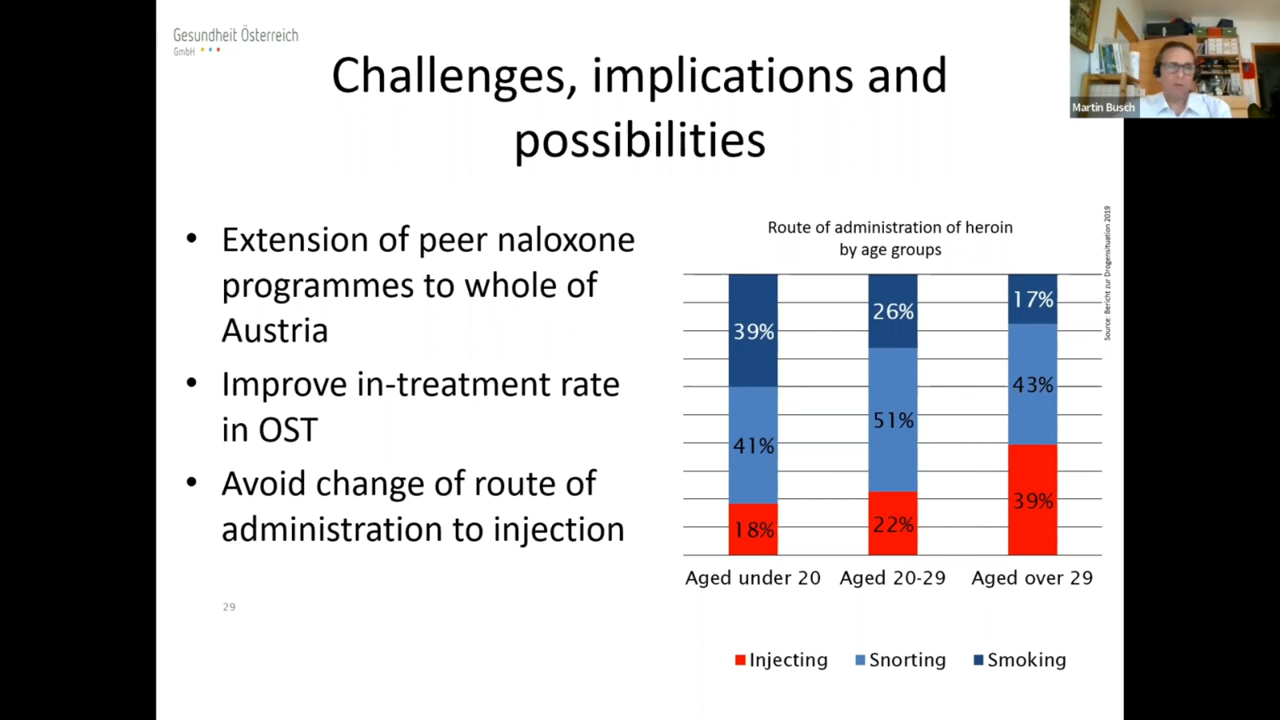 Gesundheit Österreich
GmbH
Challenges, implications and
possibilities
Martin Busch
• Extension of peer naloxone
programmes to whole of
Austria
• Improve in-treatment rate
in OST
• Avoid change of route of
administration to injection
29
Route of administration of heroin
by age groups
Source: Bericht zur Drogensituation 2019
39%
26%
17%
41%
51%
43%
18%
22%
39%
Aged under 20 Aged 20-29 Aged over 29
Injecting Snorting Smoking